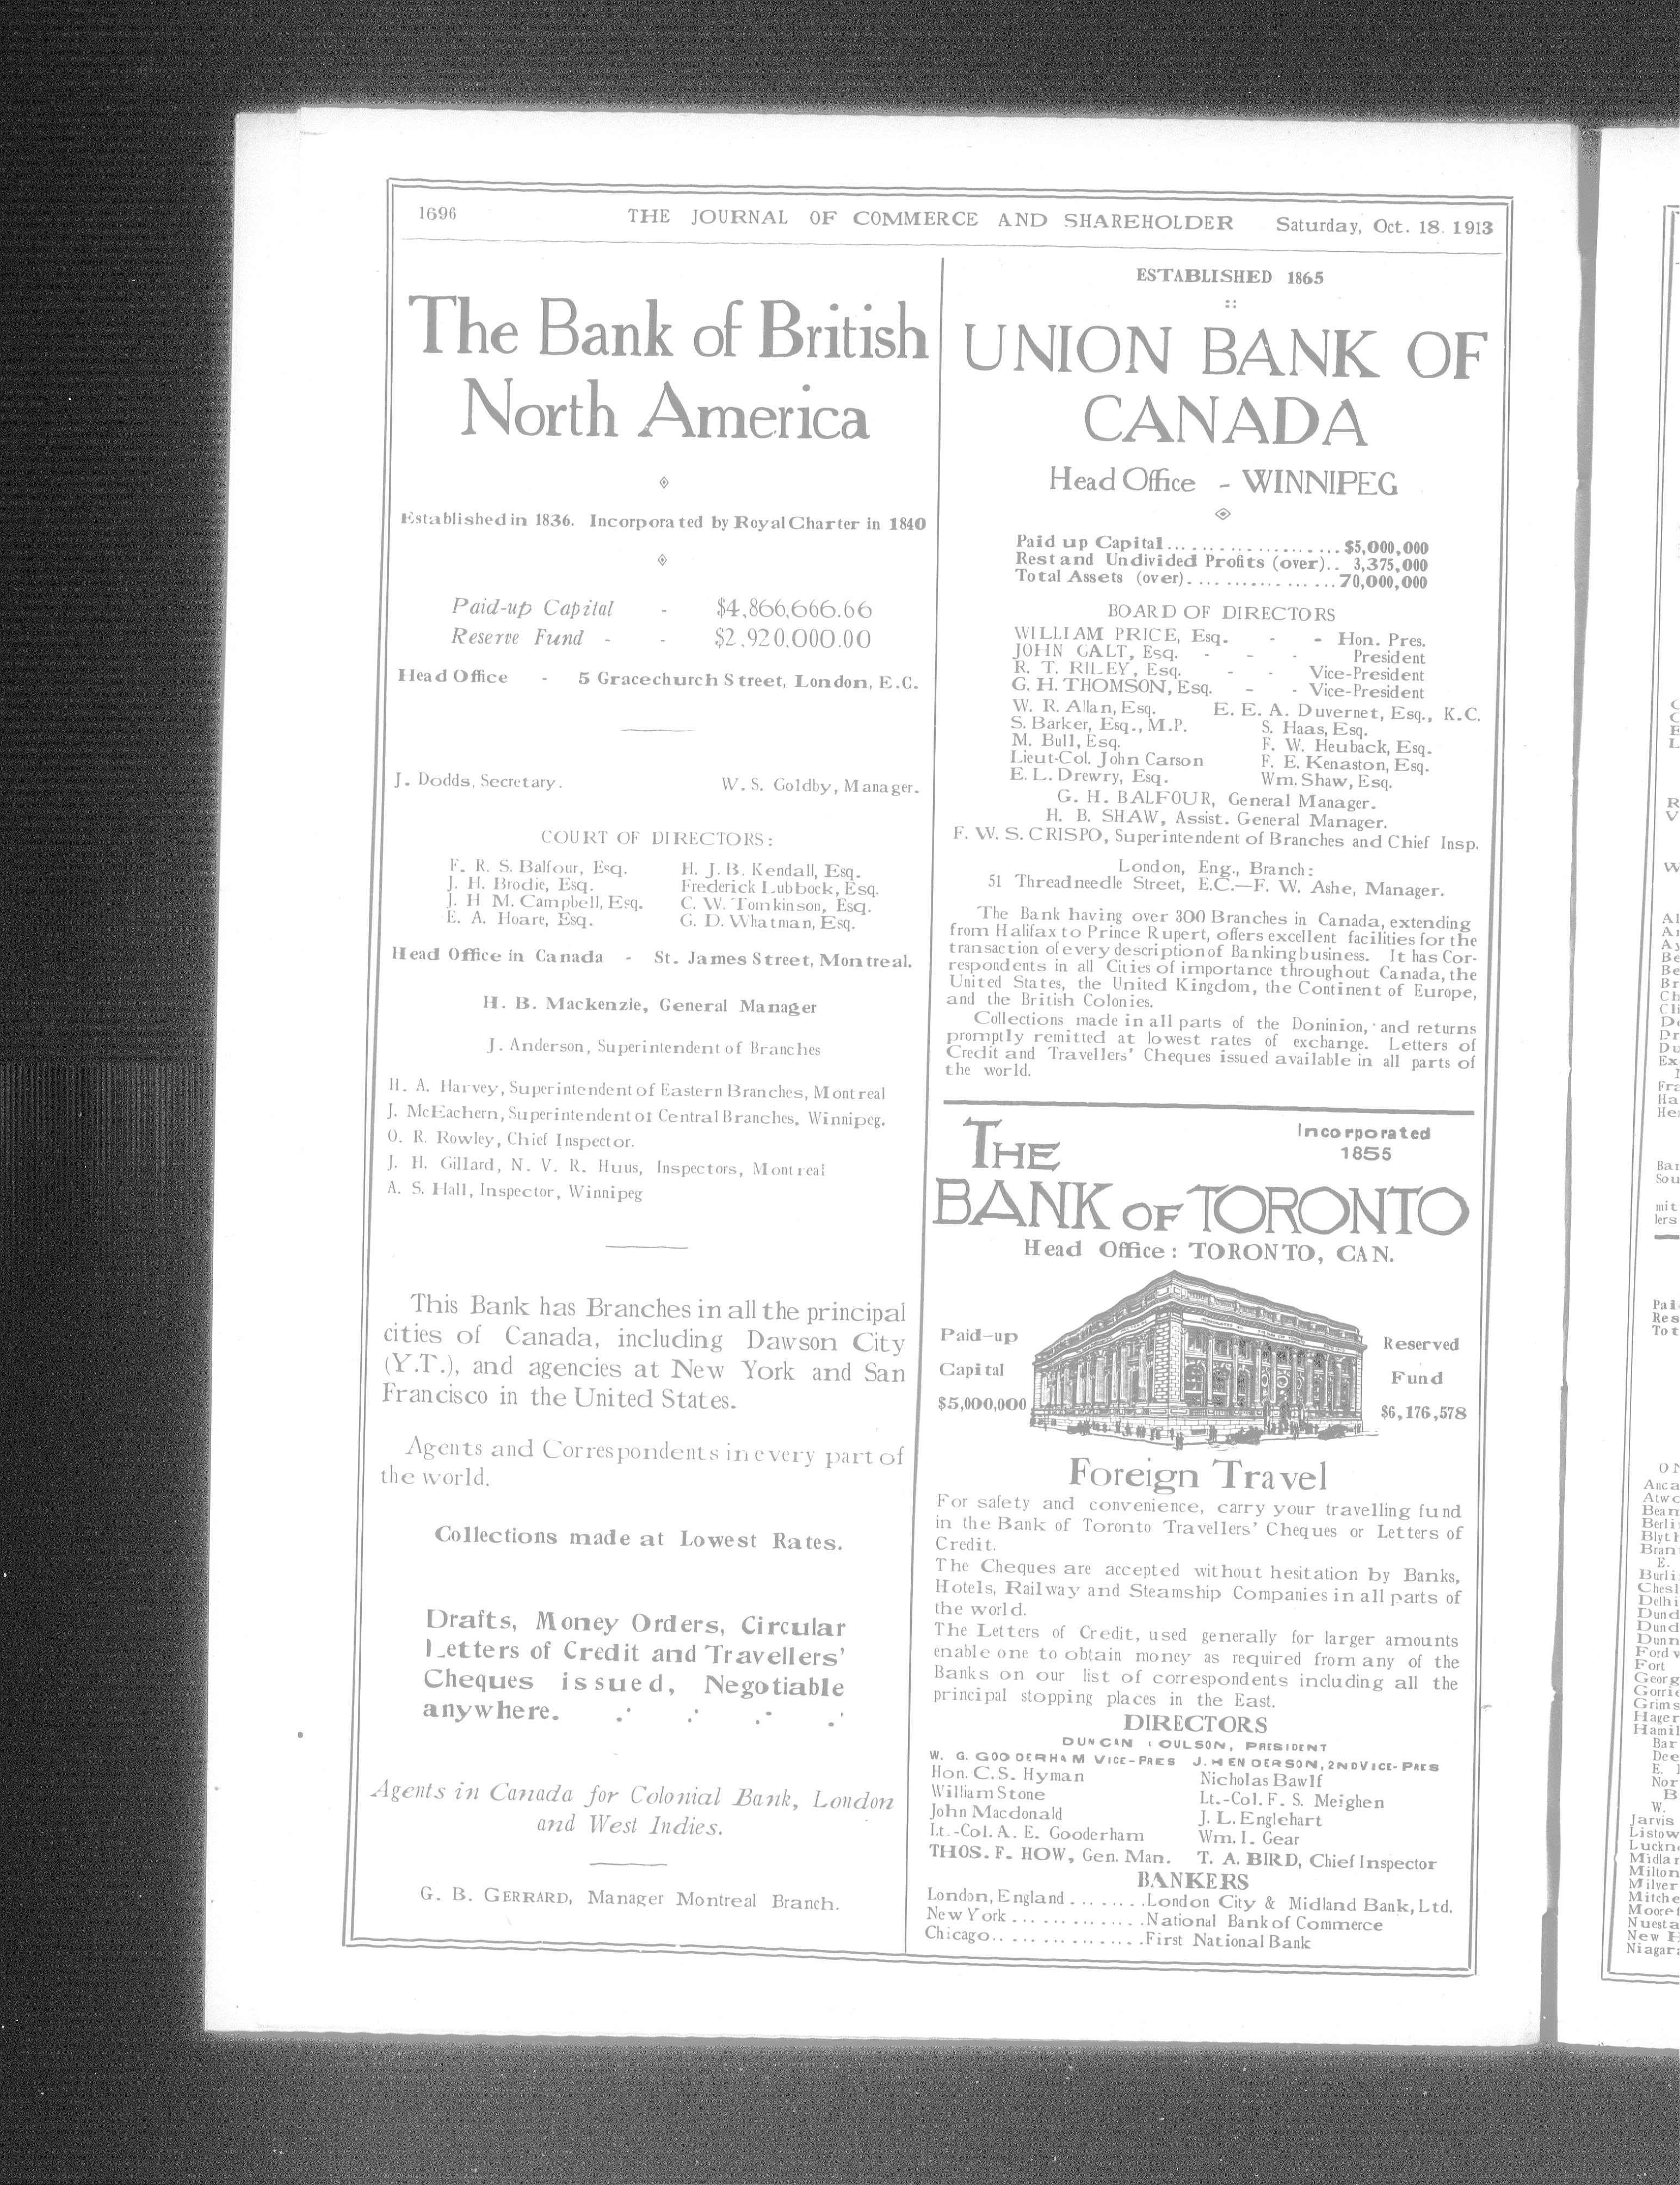 1696 THE JOURNAL OF COMMERCE AND SHAREHOLDER Saturday, Oct. 18. 1913
The Bank of British
North America
Established in 1836. Incorporated by Royal Charter in 1840
Paid-up Capital - $4,866,666.66
Reserve Fund - - $2,920,000.00
Head Office - 5 Gracechurch Street, London, E.C.
J. Dodds, Secretary. W. S. Goldby, Manager.
COURT OF DIRECTORS:
F. R. S. Balfour, Esq. H. J. B. Kendall, Esq.
J. H. Brodie, Esq. Frederick Lubbock, Esq.
J. H M. Campbell, Esq. C. W. Tomkinson, Esq.
E. A. Hoare, Esq. G. D. Whatman, Esq.
Head Office in Canada - St. James Street, Montreal.
H. B. Mackenzie, General Manager
J. Anderson, Superintendent of Branches
H. A. Harvey, Superintendent of Eastern Branches, Montreal
J. McEachern, Superintendent of Central Branches, Winnipeg.
O. R. Rowley, Chief Inspector.
J. H. Gillard, N. V. R. Huus, Inspectors, Montreal
A. S. Hall, Inspector, Winnipeg
This Bank has Branches in all the principal
cities of Canada, including Dawson City
(Y.T.), and agencies at New York and San
Francisco in the United States.
Agents and Correspondents in every part of
the world.
Collections made at Lowest Rates.
Drafts, Money Orders, Circular
Letters of Credit and Travellers'
Cheques issued, Negotiable
anywhere.
Agents in Canada for Colonial Bank, London
and West Indies.
G. B. GERRARD, Manager Montreal Branch.
ESTABLISHED 1865
::
UNION BANK OF
CANADA
Head Office - WINNIPEG
Paid up Capital.....................$5,000,000
Rest and Undivided Profits (over).. 3,375,000
Total Assets (over).................70,000,000
BOARD OF DIRECTORS
WILLIAM PRICE, Esq. - - Hon. Pres.
JOHN GALT, Esq. - - - President
R. T. RILEY, Esq. - - Vice-President
G. H. THOMSON, Esq. - - Vice-President
W. R. Allan, Esq. E. E. A. Duvernet, Esq., K.C.
S. Barker, Esq., M.P. S. Haas, Esq.
M. Bull, Esq. F. W. Heuback, Esq.
Lieut-Col. John Carson F. E. Kenaston, Esq.
E. L. Drewry, Esq. Wm. Shaw, Esq.
G. H. BALFOUR, General Manager.
H. B. SHAW, Assist. General Manager.
F. W. S. CRISPO, Superintendent of Branches and Chief Insp.
London, Eng., Branch:
51 Threadneedle Street, E.C.—F. W. Ashe, Manager.
The Bank having over 300 Branches in Canada, extending
from Halifax to Prince Rupert, offers excellent facilities for the
transaction of every description of Banking business. It has Cor-
respondents in all Cities of importance throughout Canada, the
United States, the United Kingdom, the Continent of Europe,
and the British Colonies.
Collections made in all parts of the Doninion, and returns
promptly remitted at lowest rates of exchange. Letters of
Credit and Travellers' Cheques issued available in all parts of
the world.
THE
Incorporated
1855
BANK OF TORONTO
Head Office: TORONTO, CAN.
Paid-up
Capital
$5,000,000
Reserved
Fund
$6,176,578
Foreign Travel
For safety and convenience, carry your travelling fund
in the Bank of Toronto Travellers' Cheques or Letters of
Credit.
The Cheques are accepted without hesitation by Banks,
Hotels, Railway and Steamship Companies in all parts of
the world.
The Letters of Credit, used generally for larger amounts
enable one to obtain money as required from any of the
Banks on our list of correspondents including all the
principal stopping places in the East.
DIRECTORS
DUNCAN OULSON, PRESIDENT
W. G. GOODERHAM VICE-PRES J. HENDERSON, 2ND VICE-PRES
Hon. C.S. Hyman Nicholas Bawlf
William Stone Lt.-Col. F. S. Meighen
John Macdonald J. L. Englehart
Lt.-Col. A. E. Gooderham Wm. I. Gear
THOS. F. HOW, Gen. Man. T. A. BIRD, Chief Inspector
BANKERS
London, England........London City & Midland Bank, Ltd.
New York..............National Bank of Commerce
Chicago................First National Bank